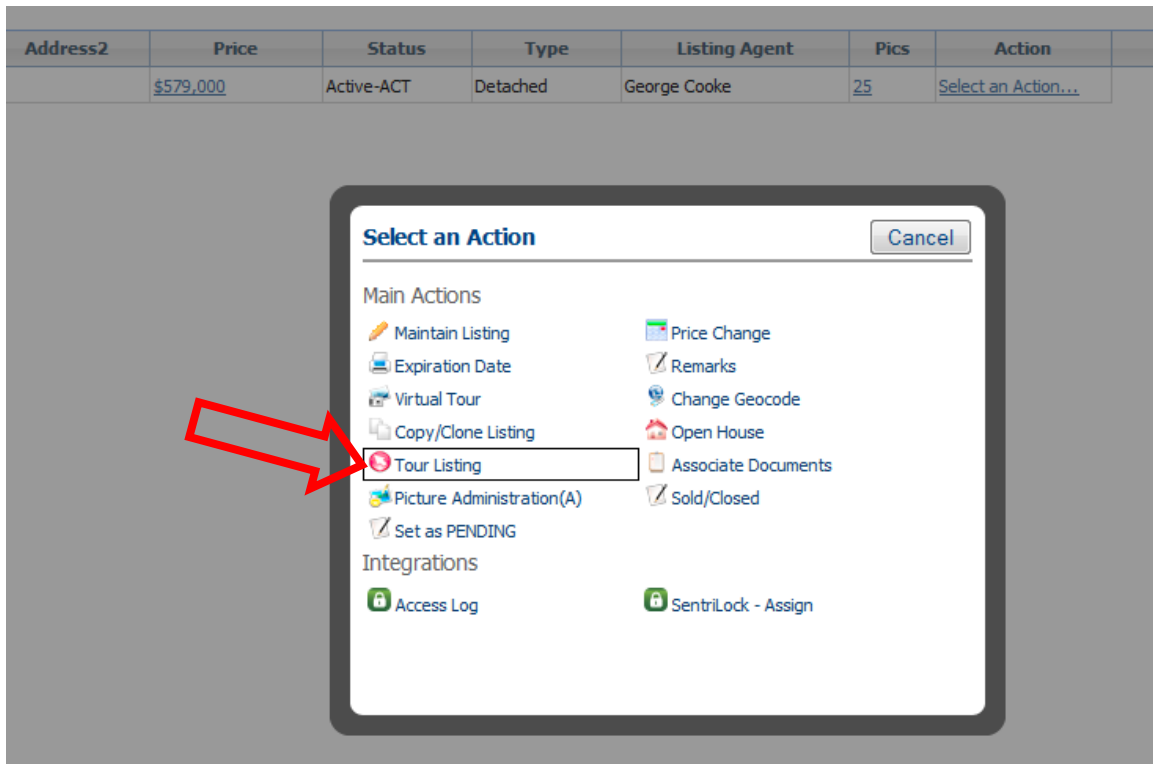 Address2 Price Status Type Listing Agent Pics Action
$579,000 Active-ACT Detached George Cooke 25 Select an Action...
Select an Action Cancel
Main Actions
Maintain Listing Price Change
Expiration Date Remarks
Virtual Tour Change Geocode
Copy/Clone Listing Open House
Tour Listing Associate Documents
Picture Administration(A) Sold/Closed
Set as PENDING
Integrations
Access Log SentriLock - Assign